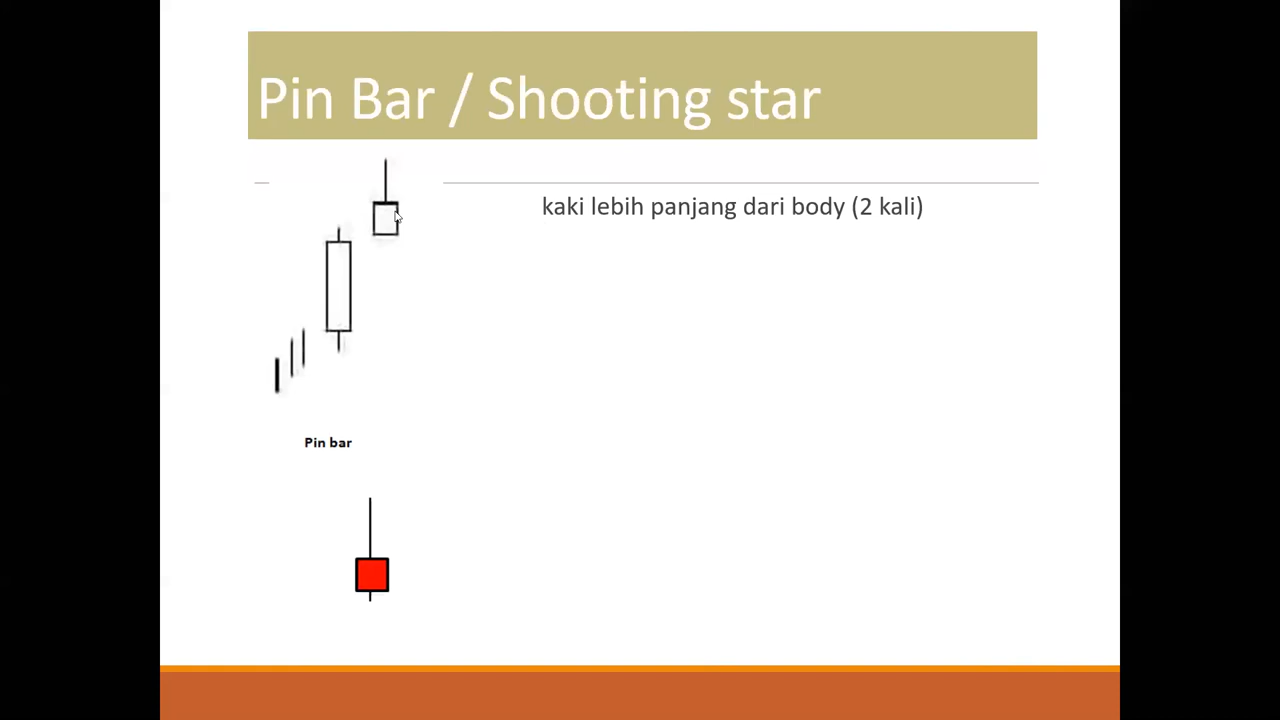 Pin Bar / Shooting star
kaki lebih panjang dari body (2 kali)
Pin bar